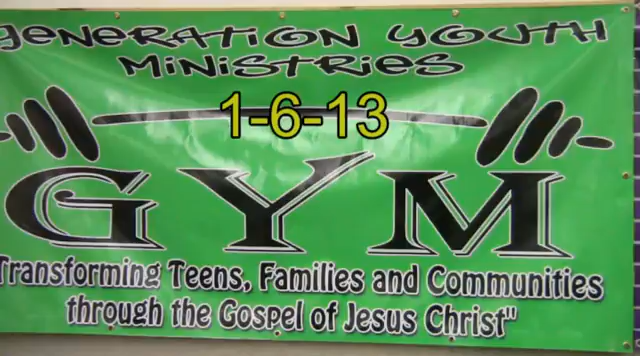 Generation Youth
Ministries
1-6-13
GYM
Transforming Teens, Families and Communities
through the Gospel of Jesus Christ"